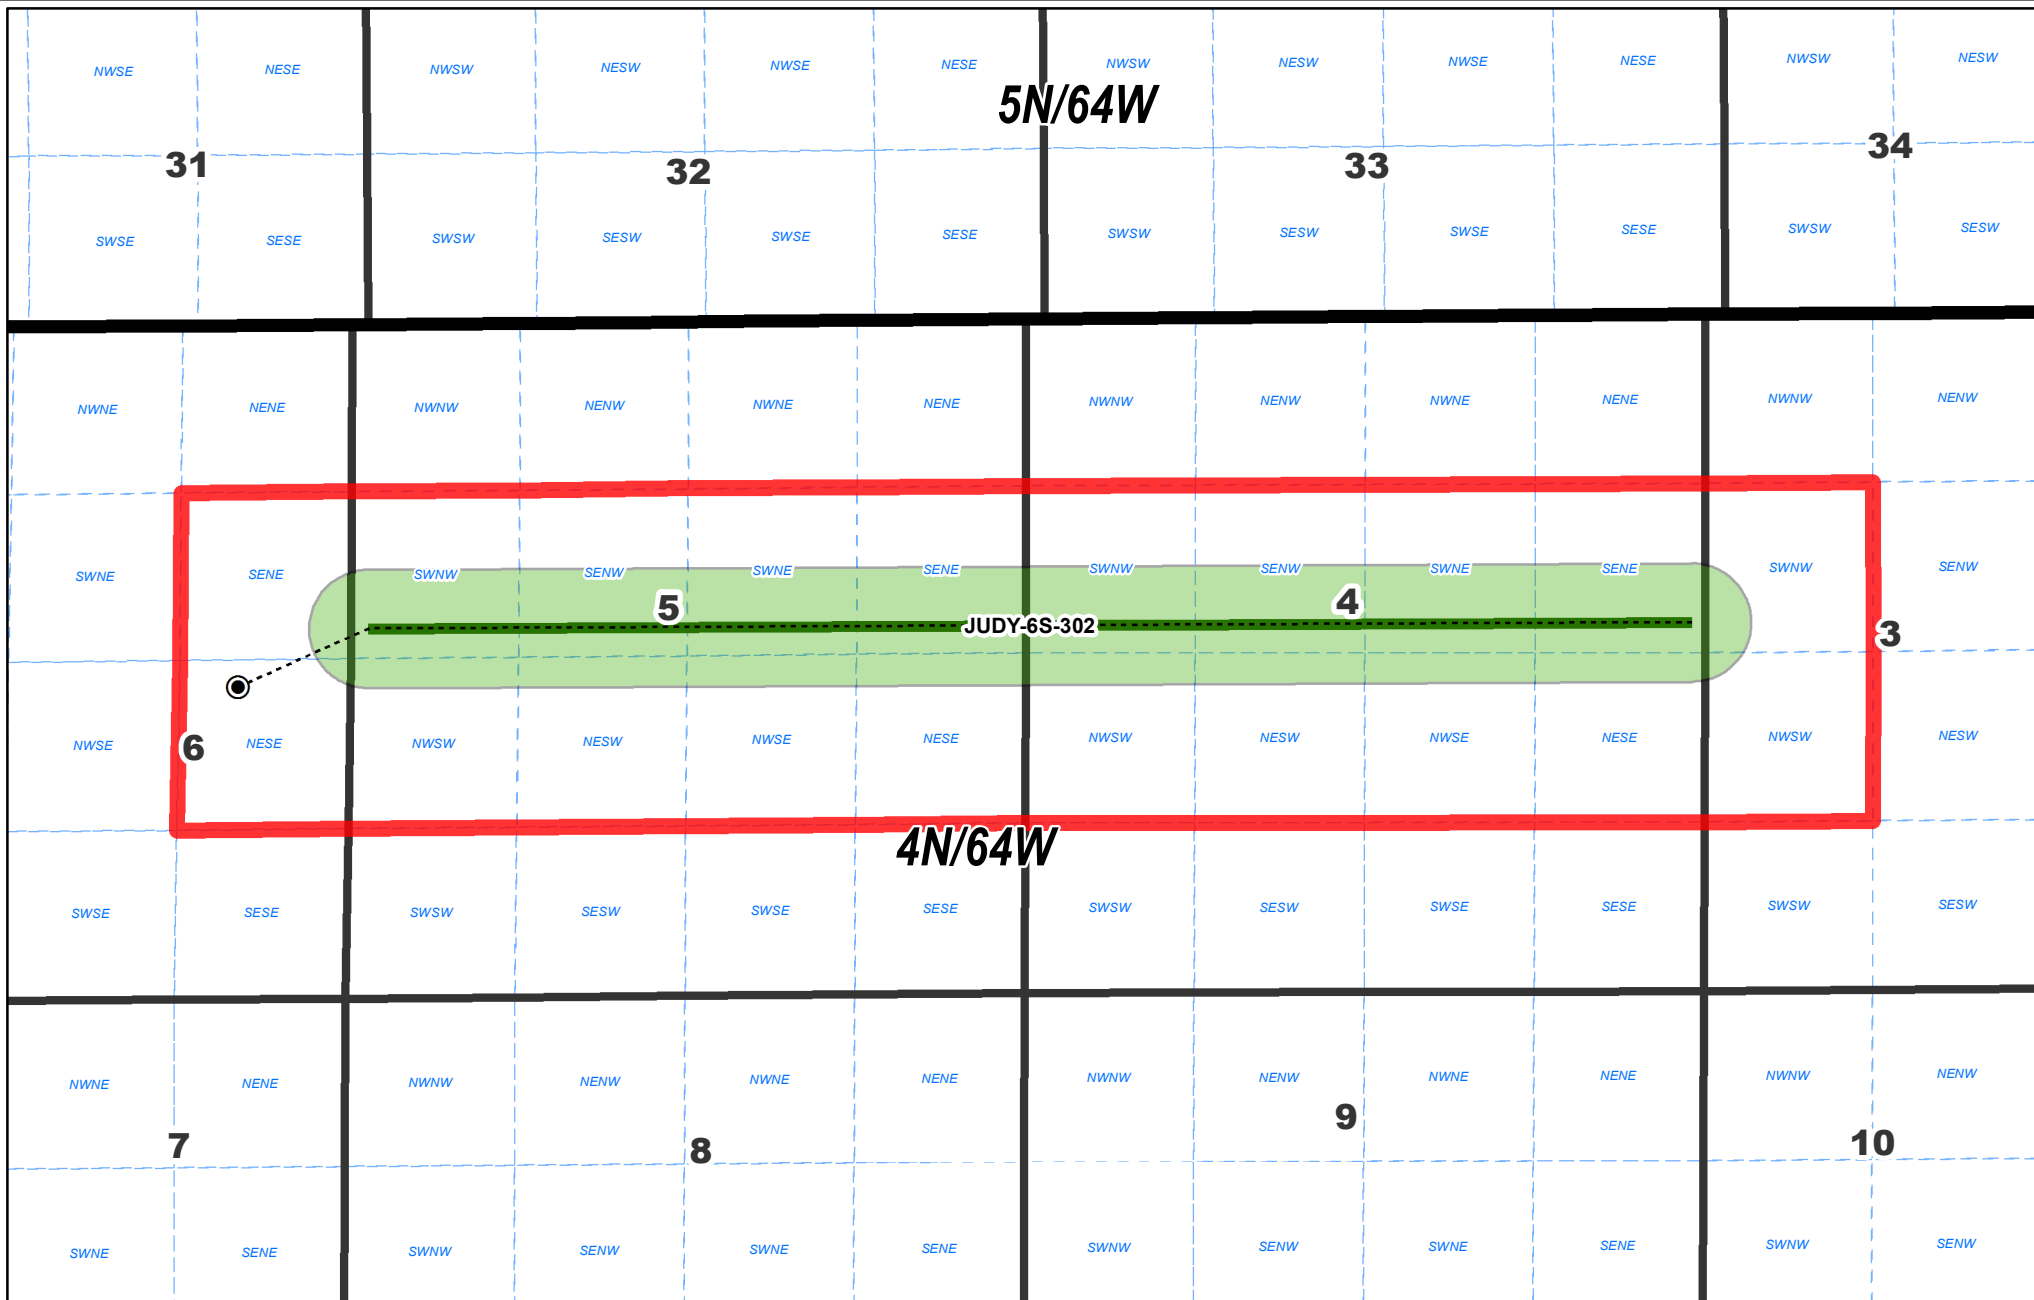 NWSE NESE NWSW NESW NWSE NESE NWSW NESW NWSE NESE NWSW NESW
5N/64W
31 32 33 34
SWSE SESE SWSW SESW SWSE SESE SWSW SESW SWSE SESE SWSW SESW
NWNE NENE NWNW NENW NWNE NENE NWNW NENW NWNE NENE NWNW NENW
SWNE SENE SWNW SENW SWNE SENE SWNW SENW SWNE SENE SWNW SENW
5 4
JUDY-6S-302
3
NWSE NESE NWSW NESW NWSE NESE NWSW NESW NWSE NESE NWSW NESW
6
4N/64W
SWSE SESE SWSW SESW SWSE SESE SWSW SESW SWSE SESE SWSW SESW
NWNE NENE NWNW NENW NWNE NENE NWNW NENW NWNE NENE NWNW NENW
7 8 9 10
SWNE SENE SWNW SENW SWNE SENE SWNW SENW SWNE SENE SWNW SENW